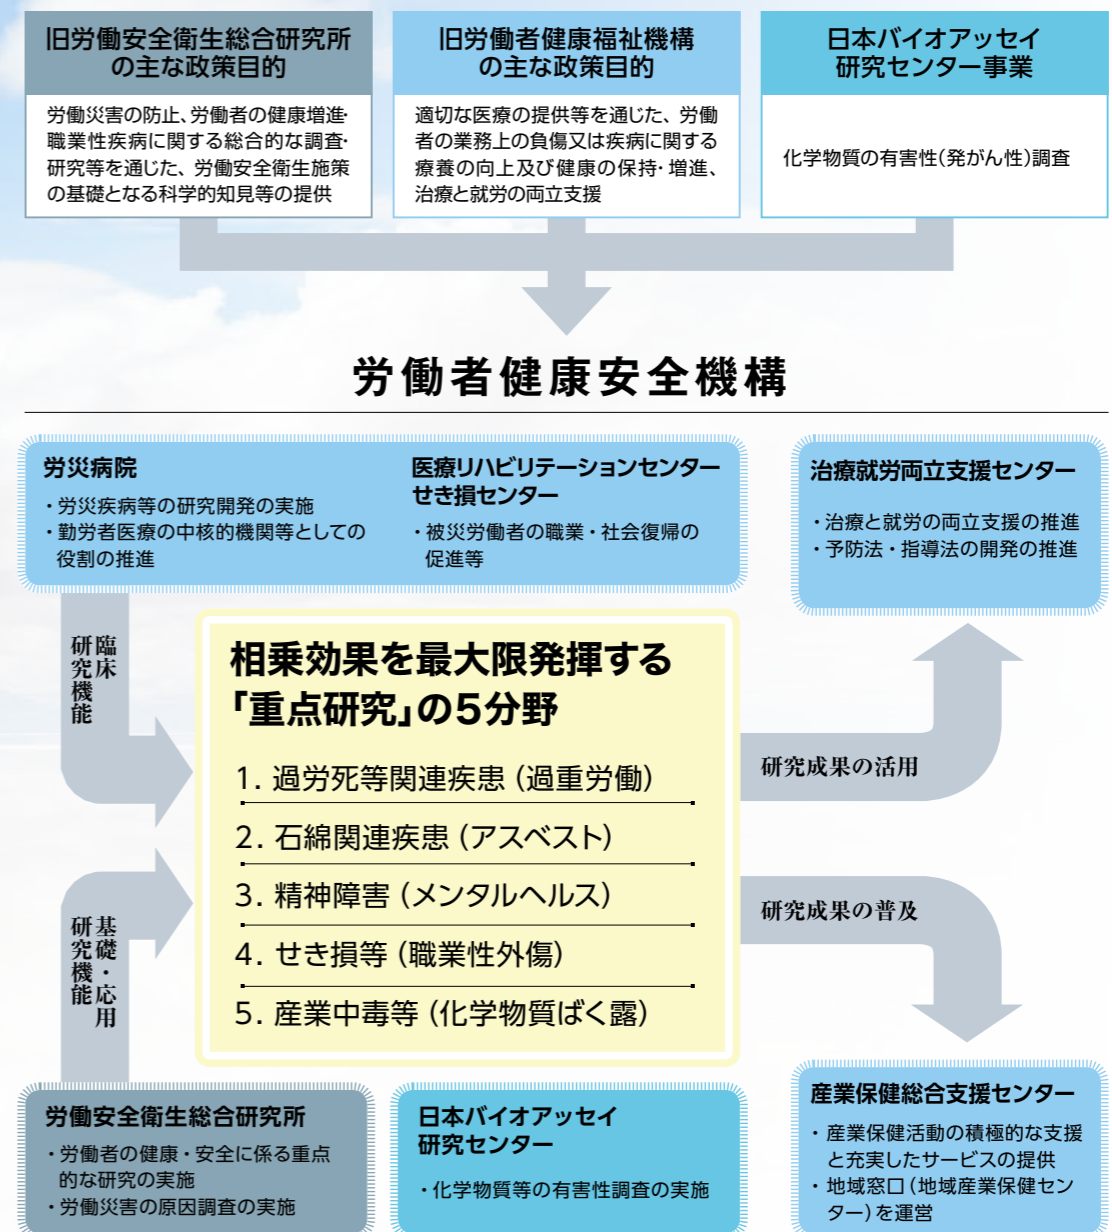 旧労働安全衛生総合研究所
の主な政策目的
労働災害の防止、労働者の健康増進・
職業性疾病に関する総合的な調査・
研究等を通じた、労働安全衛生施策
の基礎となる科学的知見等の提供
旧労働者健康福祉機構
の主な政策目的
適切な医療の提供等を通じた、労働
者の業務上の負傷又は疾病に関する
療養の向上及び健康の保持・増進、
治療と就労の両立支援
日本バイオアッセイ
研究センター事業
化学物質の有害性(発がん性)調査
労働者健康安全機構
労災病院
・労災疾病等の研究開発の実施
・勤労者医療の中核的機関等としての
役割の推進
医療リハビリテーションセンター
せき損センター
・被災労働者の職業・社会復帰の
促進等
治療就労両立支援センター
・治療と就労の両立支援の推進
・予防法・指導法の開発の推進
臨床
研究機能
相乗効果を最大限発揮する
「重点研究」の5分野
1. 過労死等関連疾患（過重労働）
2. 石綿関連疾患（アスベスト）
3. 精神障害（メンタルヘルス）
4. せき損等（職業性外傷）
5. 産業中毒等（化学物質ばく露）
研究成果の活用
研究成果の普及
基礎・応用
研究機能
労働安全衛生総合研究所
・労働者の健康・安全に係る重点
的な研究の実施
・労働災害の原因調査の実施
日本バイオアッセイ
研究センター
・化学物質等の有害性調査の実施
産業保健総合支援センター
・産業保健活動の積極的な支援
と充実したサービスの提供
・地域窓口（地域産業保健セン
ター）を運営